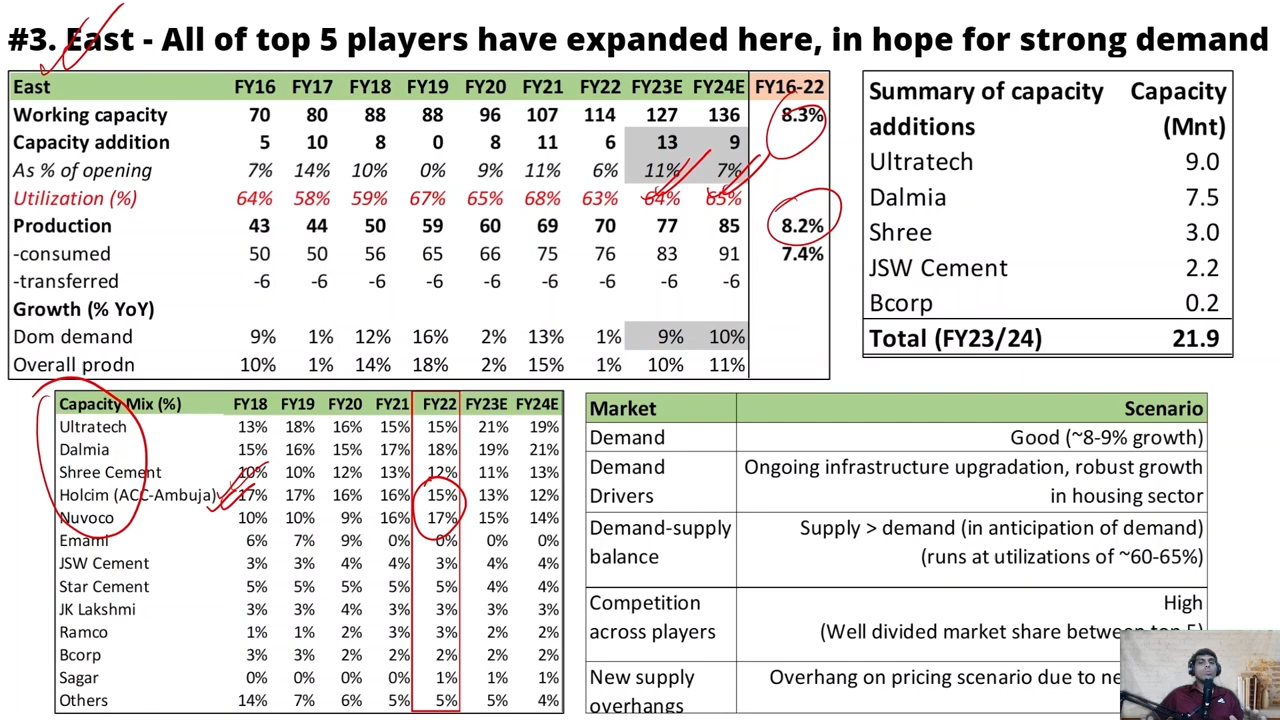 #3. East - All of top 5 players have expanded here, in hope for strong demand
East FY16 FY17 FY18 FY19 FY20 FY21 FY22 FY23E FY24E FY16-22
Working capacity 70 80 88 88 96 107 114 127 136 8.3%
Capacity addition 5 10 8 0 8 11 6 13 9
As % of opening 7% 14% 10% 0% 9% 11% 6% 11% 7%
Utilization (%) 64% 58% 59% 67% 65% 68% 63% 64% 65%
Production 43 44 50 59 60 69 70 77 85 8.2%
-consumed 50 50 56 65 66 75 76 83 91 7.4%
-transferred -6 -6 -6 -6 -6 -6 -6 -6 -6
Growth (% YoY)
Dom demand 9% 1% 12% 16% 2% 13% 1% 9% 10%
Overall prodn 10% 1% 14% 18% 2% 15% 1% 10% 11%
Summary of capacity Capacity
additions (Mnt)
Ultratech 9.0
Dalmia 7.5
Shree 3.0
JSW Cement 2.2
Bcorp 0.2
Total (FY23/24) 21.9
Capacity Mix (%) FY18 FY19 FY20 FY21 FY22 FY23E FY24E
Ultratech 13% 18% 16% 15% 15% 21% 19%
Dalmia 15% 16% 15% 17% 18% 19% 21%
Shree Cement 10% 10% 12% 13% 12% 11% 13%
Holcim (ACC-Ambuja) 17% 17% 16% 16% 15% 13% 12%
Nuvoco 10% 10% 9% 16% 17% 15% 14%
Emami 6% 7% 9% 0% 0% 0% 0%
JSW Cement 3% 3% 4% 4% 3% 4% 4%
Star Cement 5% 5% 5% 5% 5% 4% 4%
JK Lakshmi 3% 3% 4% 3% 3% 3% 3%
Ramco 1% 1% 2% 3% 3% 2% 2%
Bcorp 3% 3% 2% 2% 2% 2% 2%
Sagar 0% 0% 0% 0% 1% 1% 1%
Others 14% 7% 6% 5% 5% 5% 4%
Market Scenario
Demand Good (~8-9% growth)
Demand Ongoing infrastructure upgradation, robust growth
Drivers in housing sector
Demand-supply Supply > demand (in anticipation of demand)
balance (runs at utilizations of ~60-65%)
Competition High
across players (Well divided market share between top 5)
New supply Overhang on pricing scenario due to
overhangs